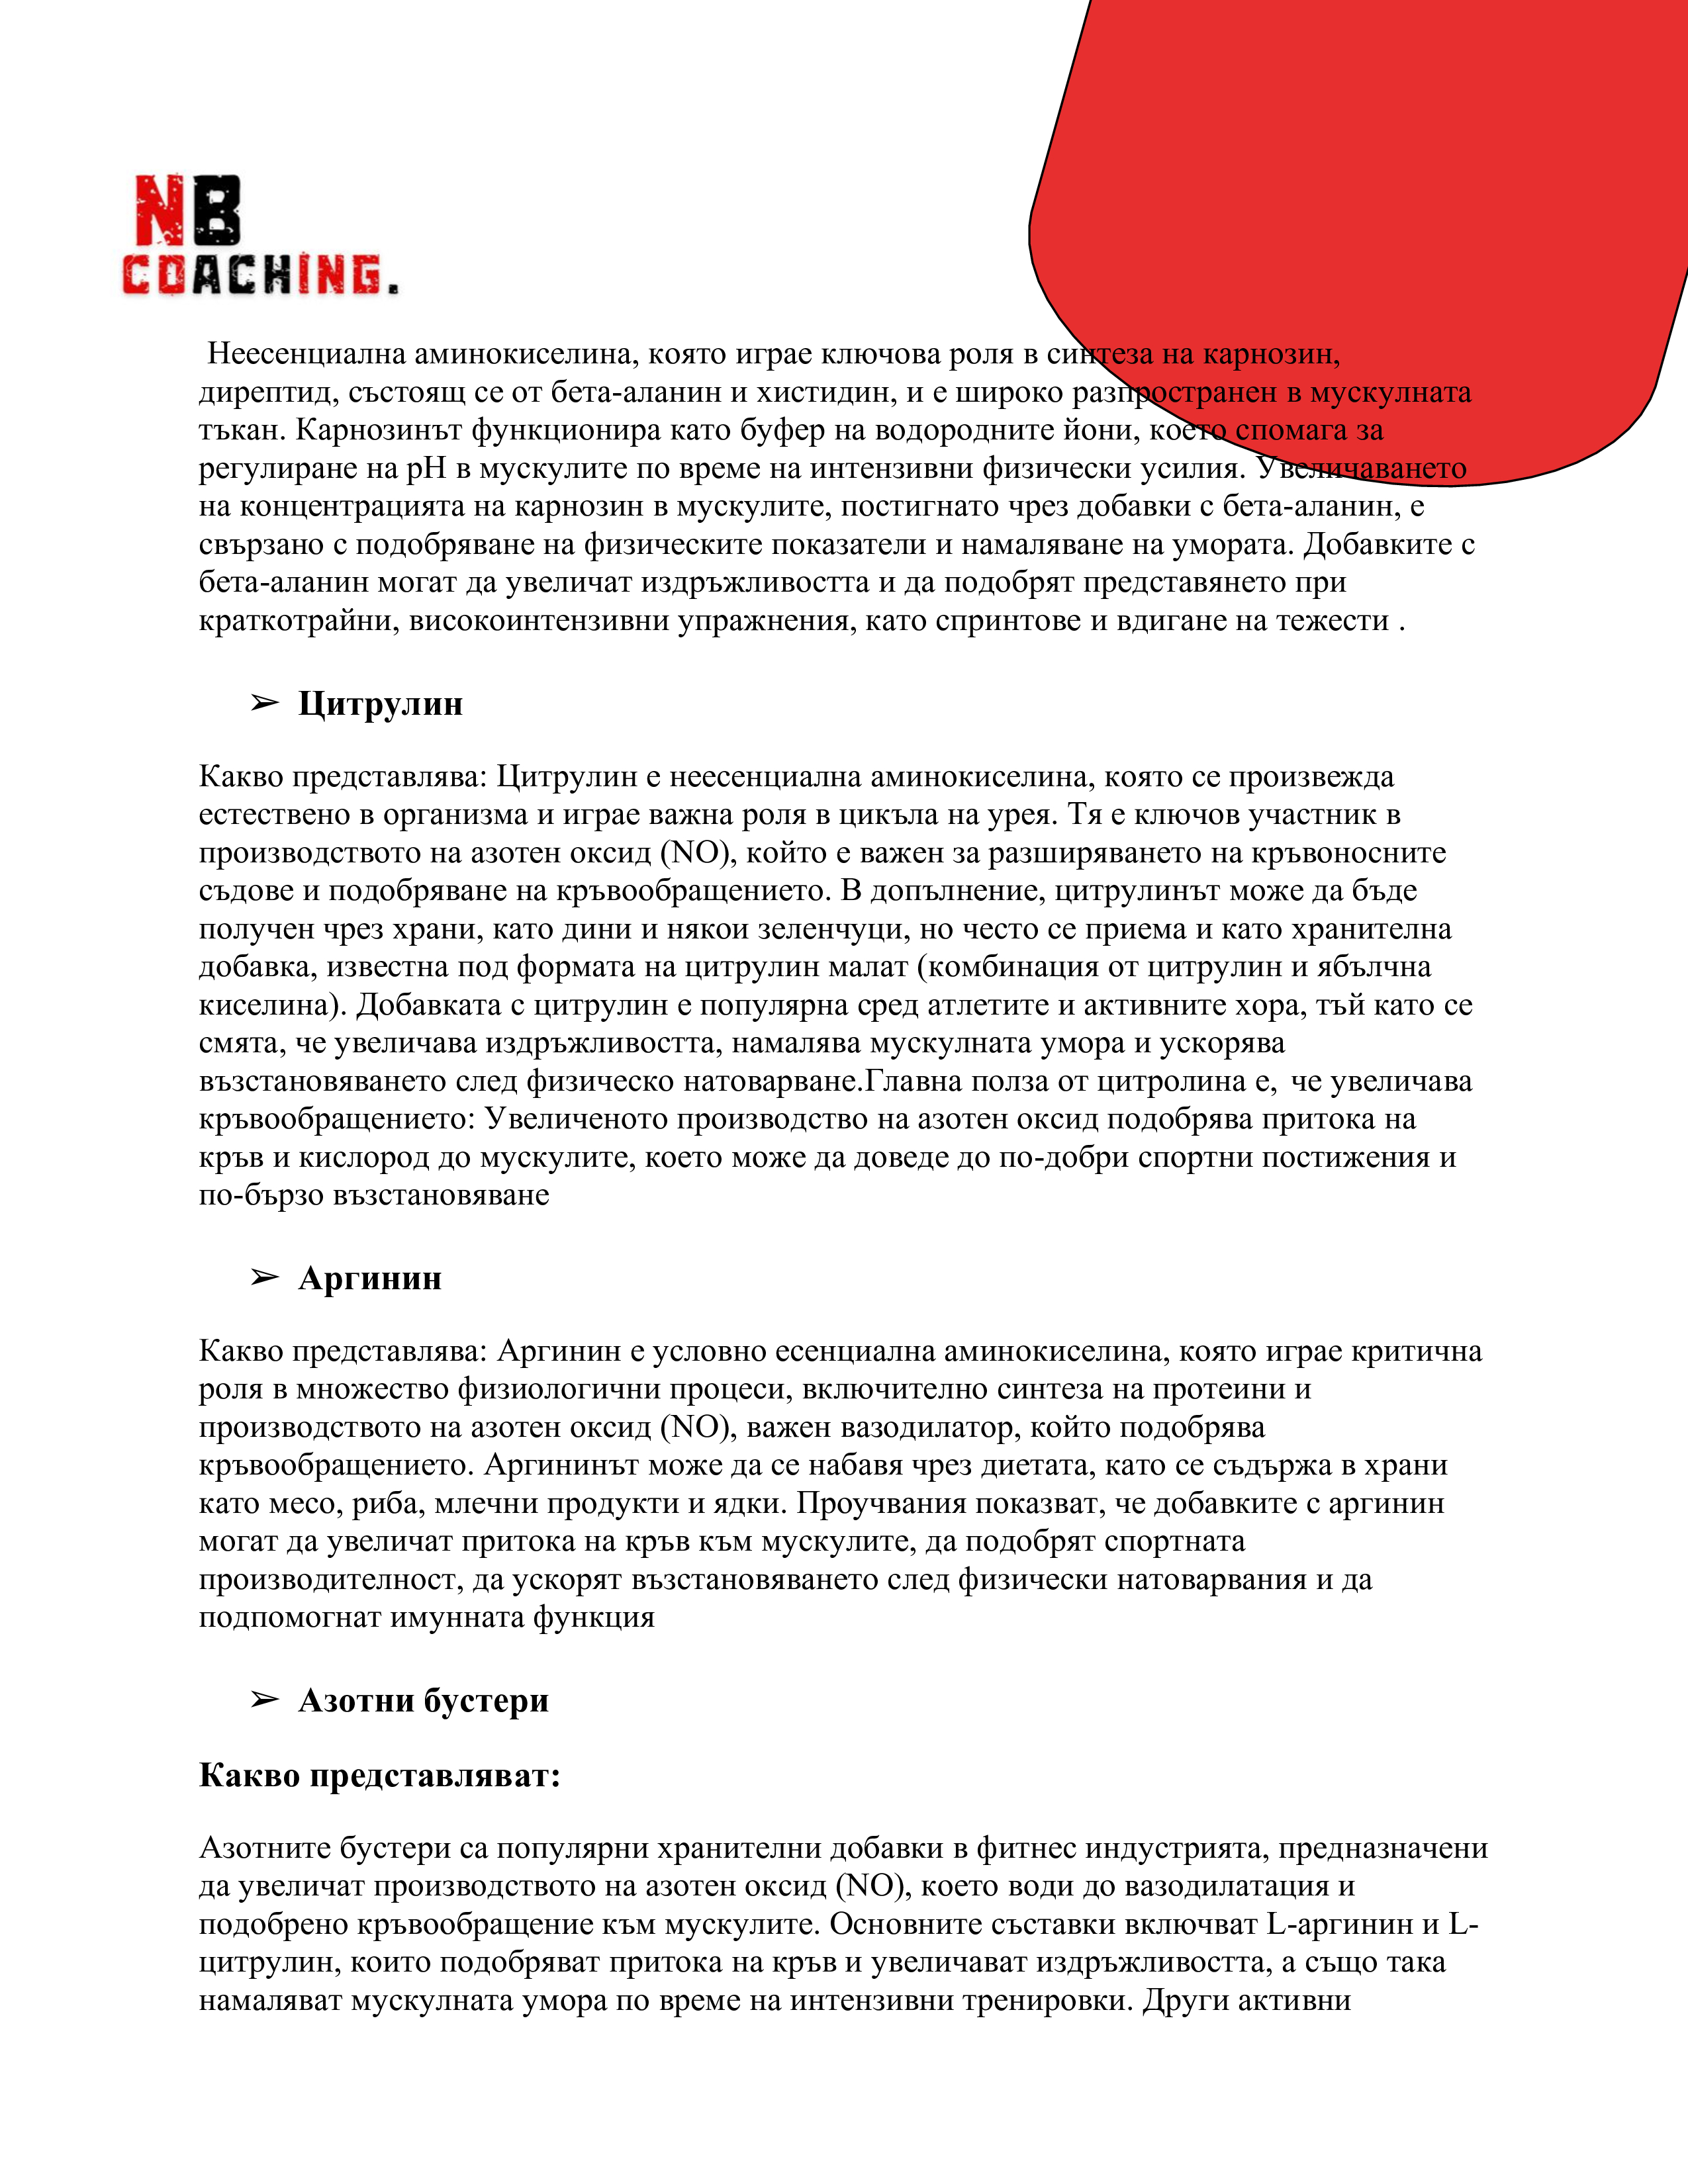 NB
COACHING.
Неесенциална аминокиселина, която играе ключова роля в синтеза на карнозин,
дирептид, състоящ се от бета-аланин и хистидин, и е широко разпространен в мускулната
тъкан. Карнозинът функционира като буфер на водородните йони, което спомага за
регулиране на pH в мускулите по време на интензивни физически усилия. Увеличаването
на концентрацията на карнозин в мускулите, постигнато чрез добавки с бета-аланин, е
свързано с подобряване на физическите показатели и намаляване на умората. Добавките с
бета-аланин могат да увеличат издръжливостта и да подобрят представянето при
краткотрайни, високоинтензивни упражнения, като спринтове и вдигане на тежести .
➢ Цитрулин
Какво представлява: Цитрулин е неесенциална аминокиселина, която се произвежда
естествено в организма и играе важна роля в цикъла на урея. Тя е ключов участник в
производството на азотен оксид (NO), който е важен за разширяването на кръвоносните
съдове и подобряване на кръвообращението. В допълнение, цитрулинът може да бъде
получен чрез храни, като дини и някои зеленчуци, но често се приема и като хранителна
добавка, известна под формата на цитрулин малат (комбинация от цитрулин и ябълчна
киселина). Добавката с цитрулин е популярна сред атлетите и активните хора, тъй като се
смята, че увеличава издръжливостта, намалява мускулната умора и ускорява
възстановяването след физическо натоварване.Главна полза от цитролина е, че увеличава
кръвообращението: Увеличеното производство на азотен оксид подобрява притока на
кръв и кислород до мускулите, което може да доведе до по-добри спортни постижения и
по-бързо възстановяване
➢ Аргинин
Какво представлява: Аргинин е условно есенциална аминокиселина, която играе критична
роля в множество физиологични процеси, включително синтеза на протеини и
производството на азотен оксид (NO), важен вазодилатор, който подобрява
кръвообращението. Аргининът може да се набавя чрез диетата, като се съдържа в храни
като месо, риба, млечни продукти и ядки. Проучвания показват, че добавките с аргинин
могат да увеличат притока на кръв към мускулите, да подобрят спортната
производителност, да ускорят възстановяването след физически натоварвания и да
подпомогнат имунната функция
➢ Азотни бустери
Какво представляват:
Азотните бустери са популярни хранителни добавки в фитнес индустрията, предназначени
да увеличат производството на азотен оксид (NO), което води до вазодилатация и
подобрено кръвообращение към мускулите. Основните съставки включват L-аргинин и L-
цитрулин, които подобряват притока на кръв и увеличават издръжливостта, а също така
намаляват мускулната умора по време на интензивни тренировки. Други активни